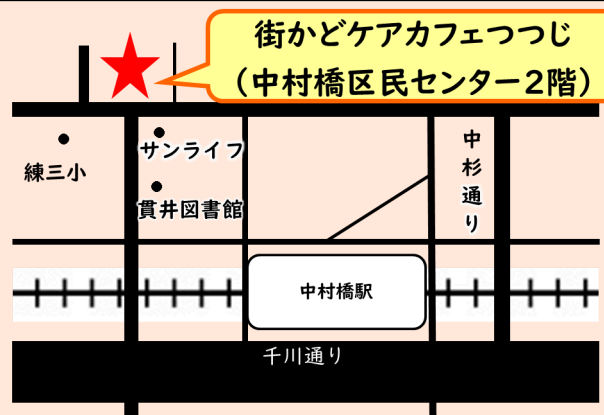 街かどケアカフェつつじ
（中村橋区民センター2階）
サンライフ
練三小
貫井図書館
中杉通り
中村橋駅
千川通り